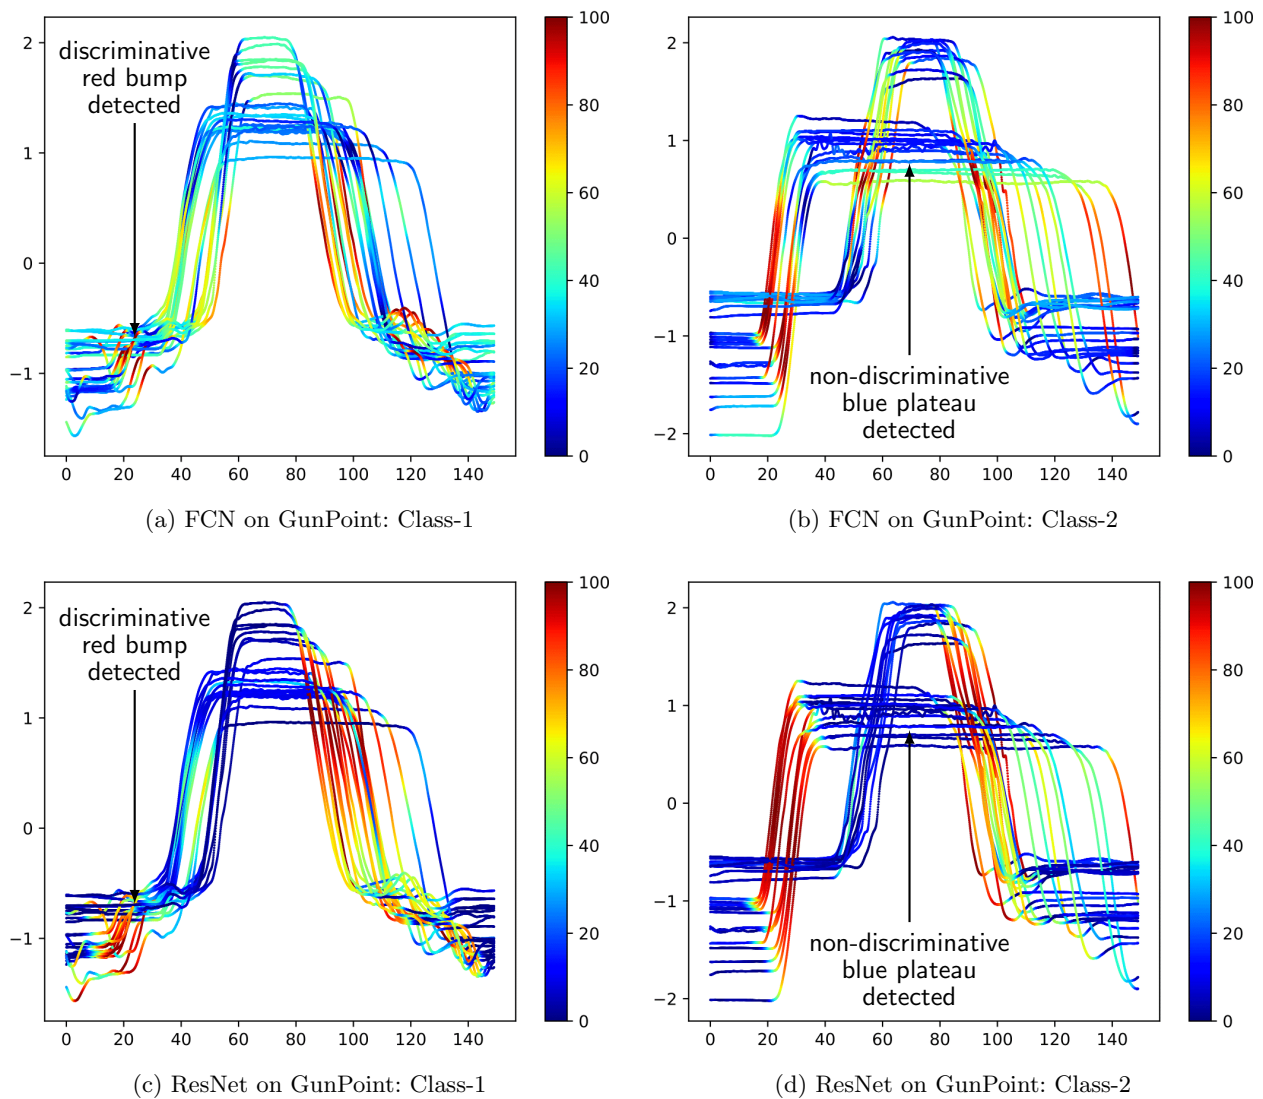 discriminative
red bump
detected
2
1
0
−1
0 20 40 60 80 100 120 140
100
80
60
40
20
0
(a) FCN on GunPoint: Class-1
2
1
0
−1
−2
non-discriminative
blue plateau
detected
0 20 40 60 80 100 120 140
100
80
60
40
20
0
(b) FCN on GunPoint: Class-2
discriminative
red bump
detected
2
1
0
−1
0 20 40 60 80 100 120 140
100
80
60
40
20
0
(c) ResNet on GunPoint: Class-1
2
1
0
−1
−2
non-discriminative
blue plateau
detected
0 20 40 60 80 100 120 140
100
80
60
40
20
0
(d) ResNet on GunPoint: Class-2